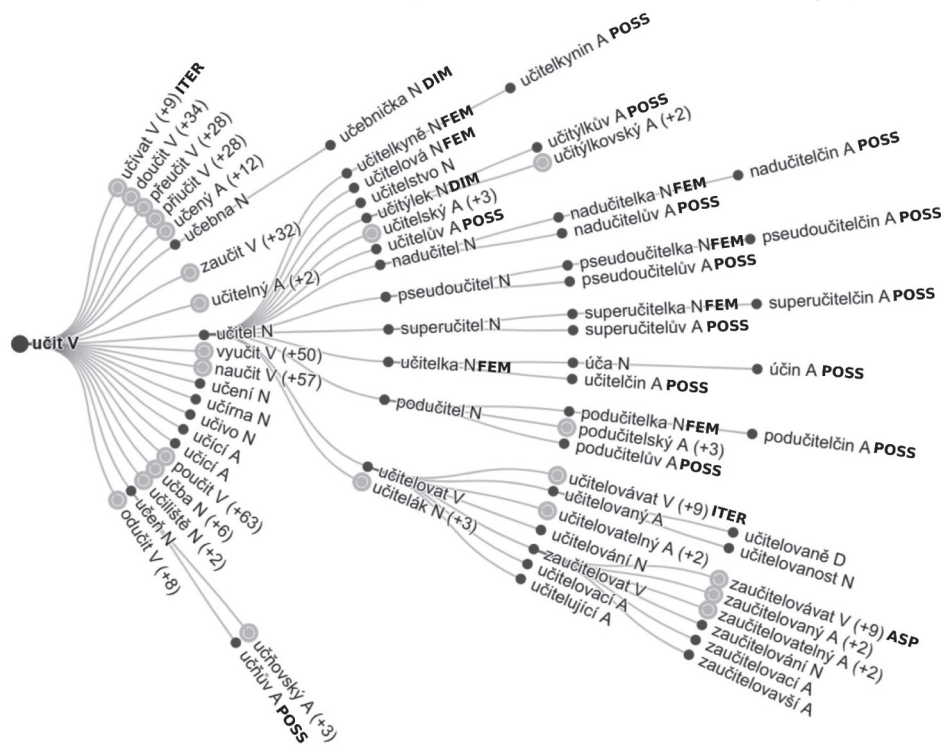 učit V
učívat V (+9) ITER
doučit V (+34)
přeučit V (+28)
přiučit V (+28)
učený A (+12)
učebna N
učebnička N DIM
zaučit V (+32)
učitelný A (+2)
učitel N
učitelkyně N FEM
učitelkynin A POSS
učitelová N FEM
učitelstvo N
učitýlek N DIM
učitýlkův A POSS
učitýlkovský A (+2)
učitelský A (+3)
učitelův A POSS
nadučitel N
nadučitelka N FEM
nadučitelčin A POSS
nadučitelův A POSS
pseudoučitel N
pseudoučitelka N FEM
pseudoučitelčin A POSS
pseudoučitelův A POSS
superučitel N
superučitelka N FEM
superučitelčin A POSS
superučitelův A POSS
učitelka N FEM
úča N
účin A POSS
učitelčin A POSS
podučitel N
podučitelka N FEM
podučitelčin A POSS
podučitelský A (+3)
podučitelův A POSS
učitelovat V
učitelovávat V (+9) ITER
učitelovaný A
učitelovaně D
učitelovanost N
učitelovatelný A (+2)
učitelování N
zaučitelovat V
zaučitelovávat V (+9) ASP
zaučitelovaný A (+2)
zaučitelovatelný A (+2)
zaučitelování N
zaučitelovací A
zaučitelovavší A
učitelovací A
učitelující A
učitelák N (+3)
vyučit V (+50)
naučit V (+57)
učení N
učírna N
učivo N
učící A
učicí A
poučit V (+63)
učba N (+6)
učiliště N (+2)
učeň N
učňovský A (+3)
učňův A POSS
odučit V (+8)